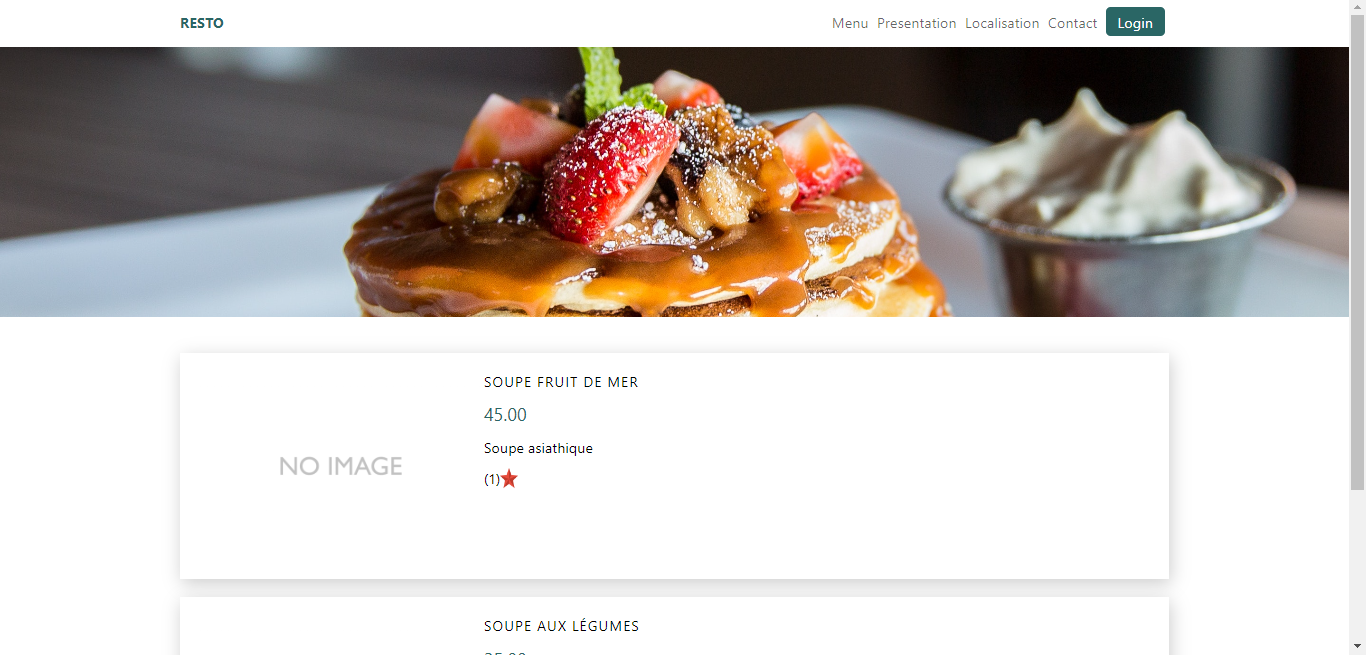 RESTO
Menu Presentation Localisation Contact Login
NO IMAGE
SOUPE FRUIT DE MER
45.00
Soupe asiathique
(1)
SOUPE AUX LÉGUMES